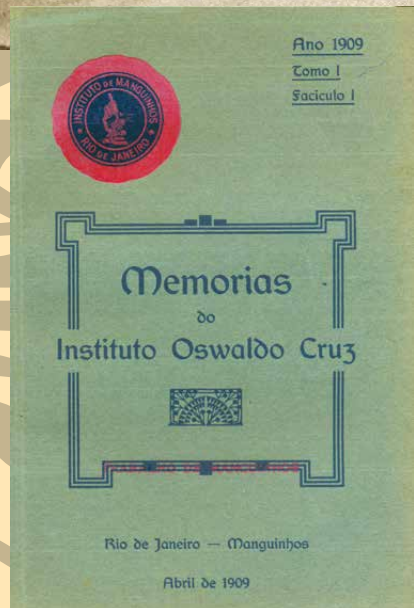 Ano 1909
Tomo I
Faciculo I
INSTITUTO DE MANGUINHOS
RIO DE JANEIRO
Memorias
do
Instituto Oswaldo Cruz
Rio de Janeiro — Manguinhos
Abril de 1909